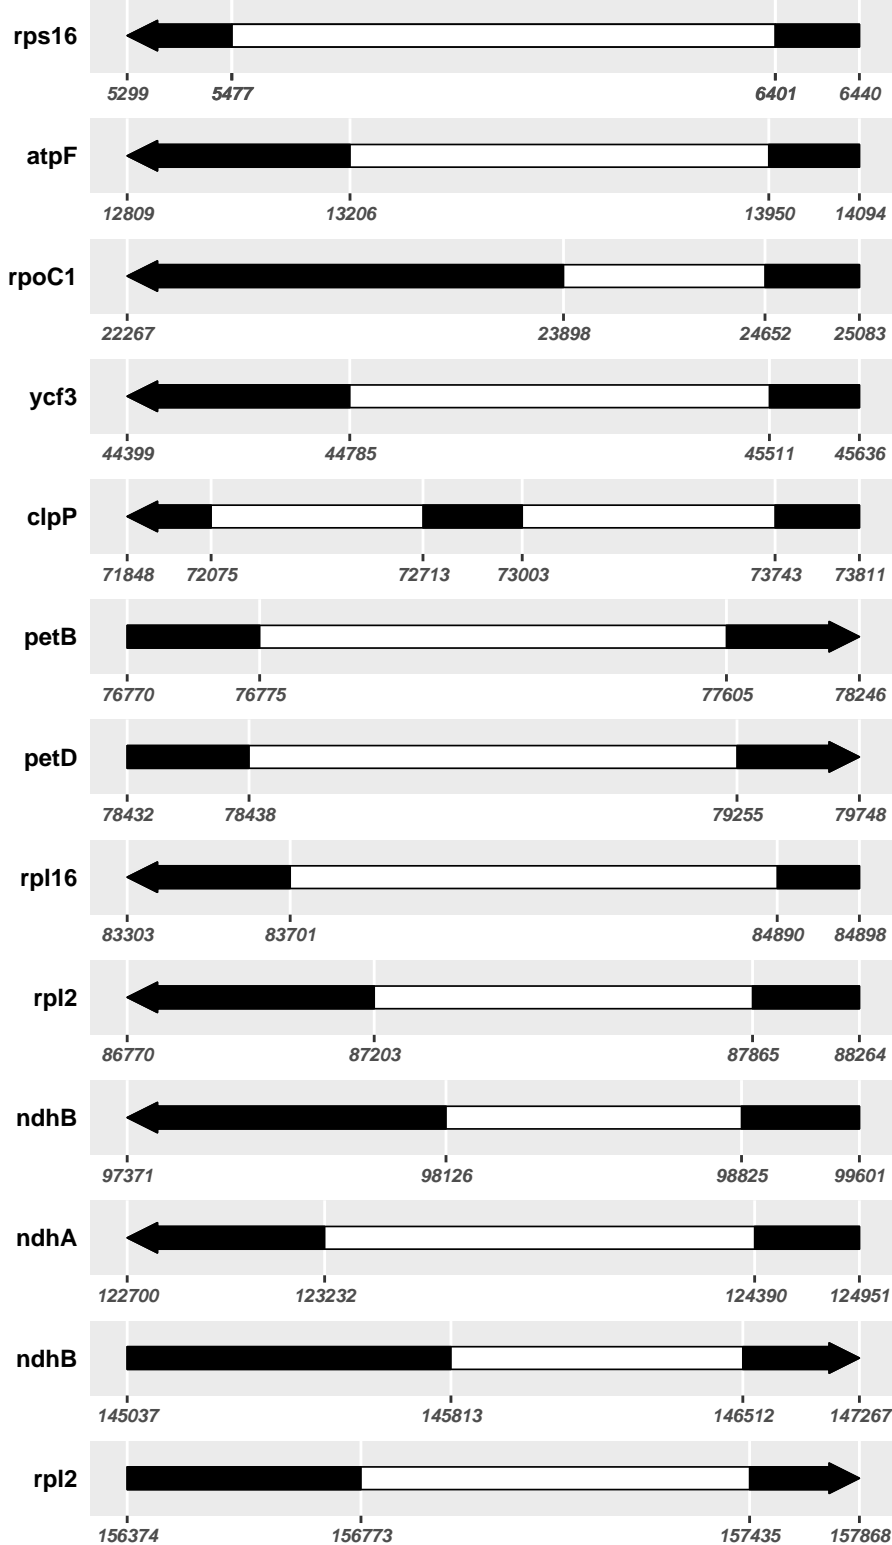 rps16
5299 5477 6401 6440
atpF
12809 13206 13950 14094
rpoC1
22267 23898 24652 25083
ycf3
44399 44785 45511 45636
clpP
71848 72075 72713 73003 73743 73811
petB
76770 76775 77605 78246
petD
78432 78438 79255 79748
rpl16
83303 83701 84890 84898
rpl2
86770 87203 87865 88264
ndhB
97371 98126 98825 99601
ndhA
122700 123232 124390 124951
ndhB
145037 145813 146512 147267
rpl2
156374 156773 157435 157868